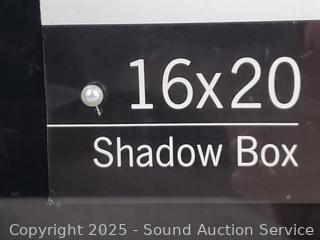 16x20
Shadow Box
Copyright 2025 - Sound Auction Service